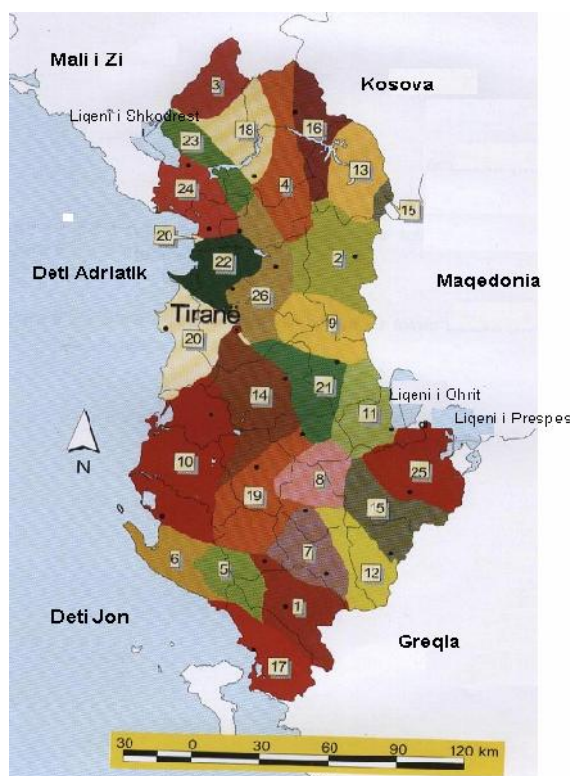 Mali i Zi
Kosova
3
Liqeni i Shkodrest
18
16
23
13
4
24
15
20
2
22
Deti Adriatik
26
Maqedonia
Tiranë
9
20
14
21
Liqeni i Ohrit
11
Liqeni i Prespes
10
25
8
N
19
15
7
6
5
12
1
Deti Jon
Greqia
17
30 0 30 60 90 120 km